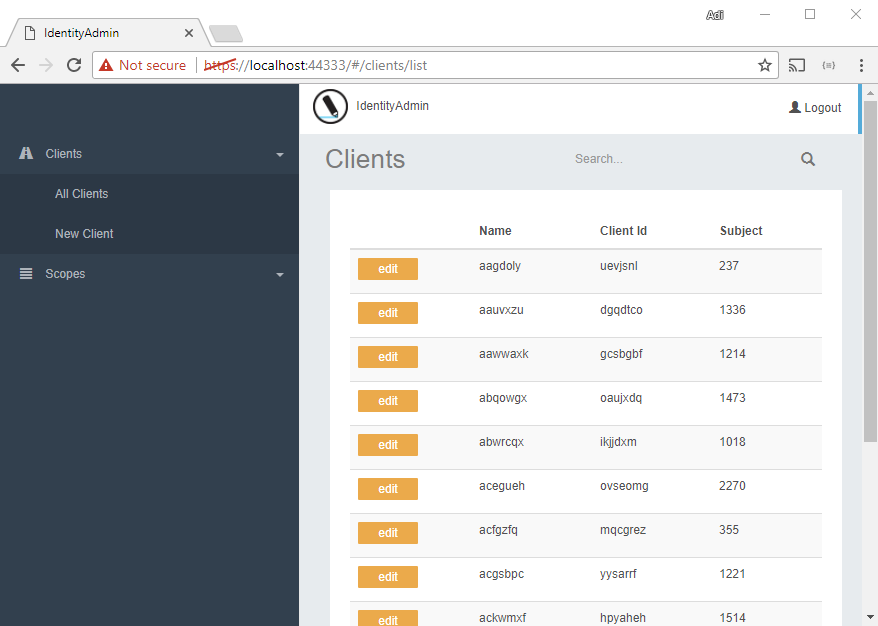 Adi
IdentityAdmin
Not secure https://localhost:44333/#/clients/list
IdentityAdmin
Logout
Clients
All Clients
New Client
Scopes
Clients
Search...
Name Client Id Subject
edit aagdoly uevjsnl 237
edit aauvxzu dgqdtco 1336
edit aawwaxk gcsbgbf 1214
edit abqowgx oaujxdq 1473
edit abwrcqx ikjjdxm 1018
edit acegueh ovseomg 2270
edit acfgzfq mqcgrez 355
edit acgsbpc yysarrf 1221
edit ackwmxf hpyaheh 1514